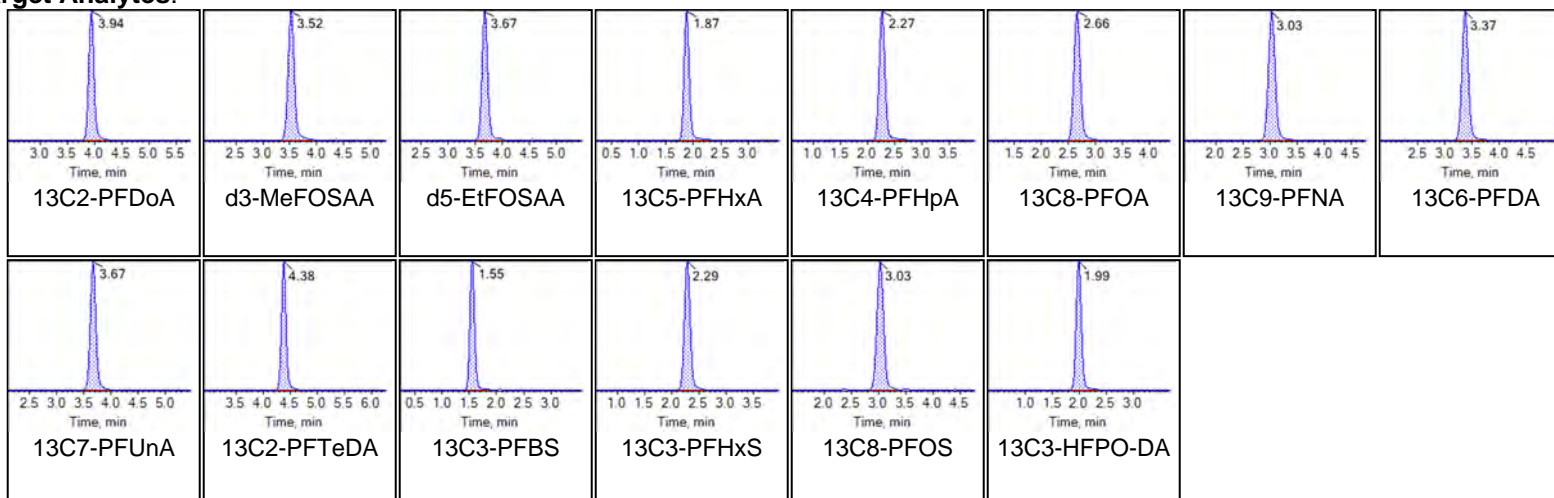 rget Analytes:
3.94 3.52 3.67 1.87 2.27 2.66 3.03 3.37
3.0 3.5 4.0 4.5 5.0 5.5 2.5 3.0 3.5 4.0 4.5 5.0 2.5 3.0 3.5 4.0 4.5 5.0 0.5 1.0 1.5 2.0 2.5 3.0 1.0 1.5 2.0 2.5 3.0 3.5 1.5 2.0 2.5 3.0 3.5 4.0 2.0 2.5 3.0 3.5 4.0 4.5 2.5 3.0 3.5 4.0 4.5
Time, min Time, min Time, min Time, min Time, min Time, min Time, min Time, min
13C2-PFDoA d3-MeFOSAA d5-EtFOSAA 13C5-PFHxA 13C4-PFHpA 13C8-PFOA 13C9-PFNA 13C6-PFDA
3.67 4.38 1.55 2.29 3.03 1.99
2.5 3.0 3.5 4.0 4.5 5.0 3.5 4.0 4.5 5.0 5.5 6.0 0.5 1.0 1.5 2.0 2.5 3.0 1.0 1.5 2.0 2.5 3.0 3.5 2.0 2.5 3.0 3.5 4.0 4.5 1.0 1.5 2.0 2.5 3.0
Time, min Time, min Time, min Time, min Time, min Time, min
13C7-PFUnA 13C2-PFTeDA 13C3-PFBS 13C3-PFHxS 13C8-PFOS 13C3-HFPO-DA